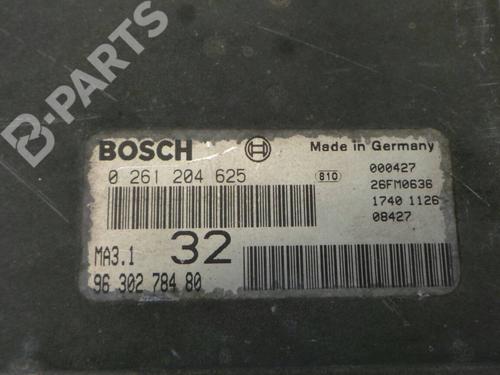 B-PARTS
BOSCH
Made in Germany
0 261 204 625
810
000427
26FM0636
1740 1126
08427
MA3.1
32
96 302 784 80